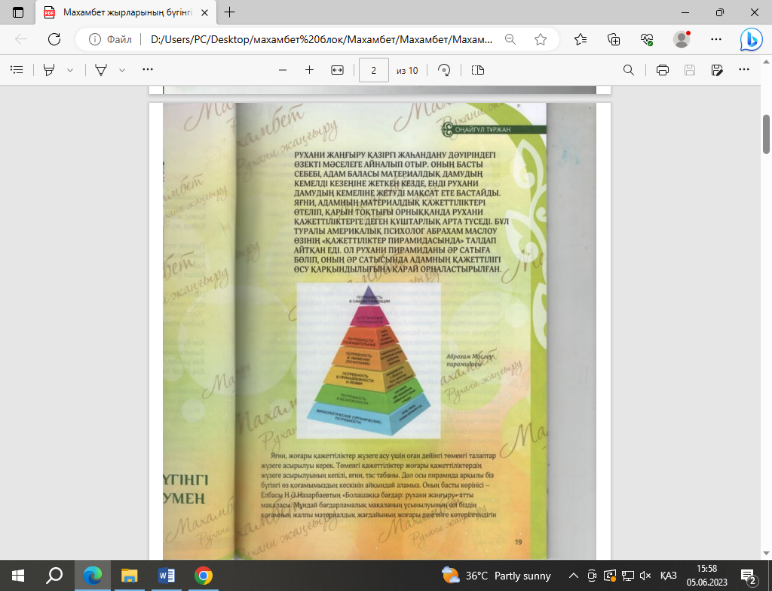 Махамбет жырларының бүгінгі
Файл
D:/Users/PC/Desktop/махамбет%20блок/Махамбет/Махамбет/Махам...
2
из 10
ОҢАЙГҮЛ ТҰРЖАН
РУХАНИ ЖАҢҒЫРУ ҚАЗІРГІ ЖАҺАНДАНУ ДӘУІРІНДЕГІ
ӨЗЕКТІ МӘСЕЛЕГЕ АЙНАЛЫП ОТЫР. ОНЫҢ БАСТЫ
СЕБЕБІ, АДАМ БАЛАСЫ МАТЕРИАЛДЫҚ ДАМУДЫҢ
КЕМЕЛДІ КЕЗЕҢІНЕ ЖЕТКЕН КЕЗДЕ, ЕНДІ РУХАНИ
ДАМУДЫҢ КЕМЕЛІНЕ ЖЕТУДІ МАҚСАТ ЕТЕ БАСТАЙДЫ.
ЯҒНИ, АДАМНЫҢ МАТЕРИАЛДЫҚ ҚАЖЕТТІЛІКТЕРІ
ӨТЕЛІП, ҚАРЫН ТОҚТЫҒЫ ОРНЫҚҚАНДА РУХАНИ
ҚАЖЕТТІЛІКТЕРГЕ ДЕГЕН ҚҰШТАРЛЫҚ АРТА ТҮСЕДІ. БҰЛ
ТУРАЛЫ АМЕРИКАЛЫҚ ПСИХОЛОГ АБРАХАМ МАСЛОУ
ӨЗІНІҢ «ҚАЖЕТТІЛІКТЕР ПИРАМИДАСЫНДА» ТАЛДАП
АЙТҚАН ЕДІ. ОЛ РУХАНИ ПИРАМИДАНЫ ӘР САТЫҒА
БӨЛІП, ОНЫҢ ӘР САТЫСЫНДА АДАМНЫҢ ҚАЖЕТТІЛІГІ
ӨСУ ҚАРҚЫНДЫЛЫҒЫНА ҚАРАЙ ОРНАЛАСТЫРЫЛҒАН.
Абрахам Маслоу
пирамидасы
Яғни, жоғары қажеттіліктер жүзеге асу үшін оған дейінгі төменгі талаптар
жүзеге асырылуы керек. Төменгі қажеттіліктер жоғары қажеттіліктердің
жүзеге асырылуының кепілі, яғни, тас табаны. Дәл осы пирамида арқылы біз
бүгінгі өз қоғамымыздың кескінін айқындай аламыз. Оның басты көрінісі –
Елбасы Н.Ә.Назарбаевтың «Болашаққа бағдар: рухани жаңғыру» атты
мақаласы. Мұндай бағдарламалық мақаланың ұсынылуының өзі біздің
қоғамның жалпы материалдық жағдайының жоғары деңгейге көтерілгендігін
19
ҮГІНГІ
УМЕН
Махамбет
Рухани жаңғыру
36°C Partly sunny
ҚАЗ
15:58
05.06.2023
2